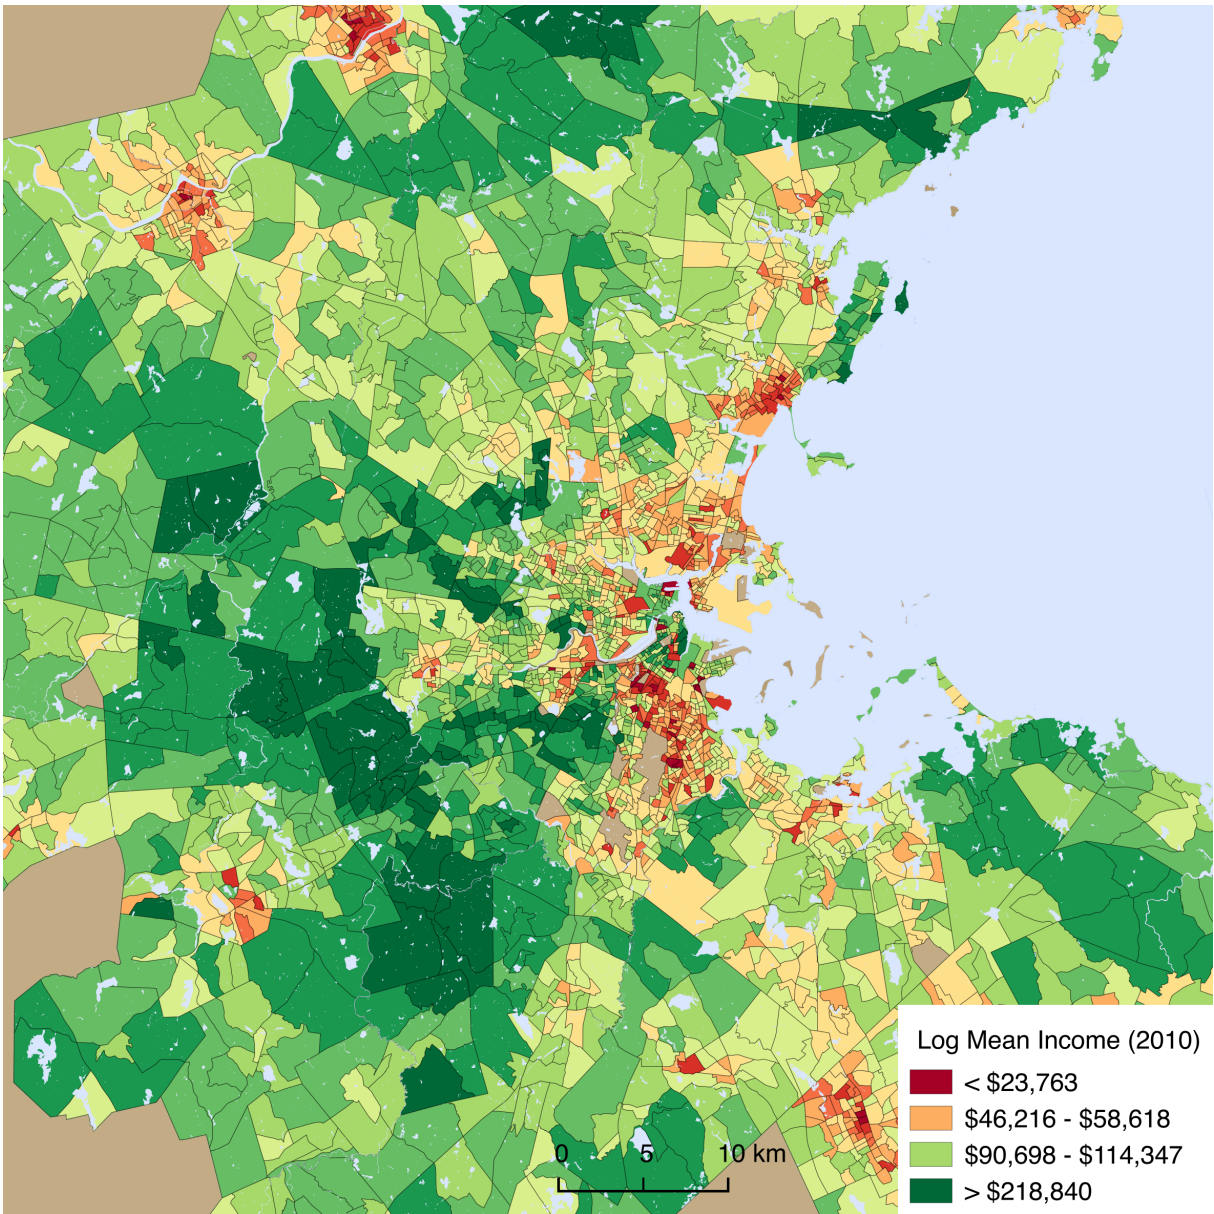 Log Mean Income (2010)
< $23,763
$46,216 - $58,618
$90,698 - $114,347
> $218,840
0 5 10 km